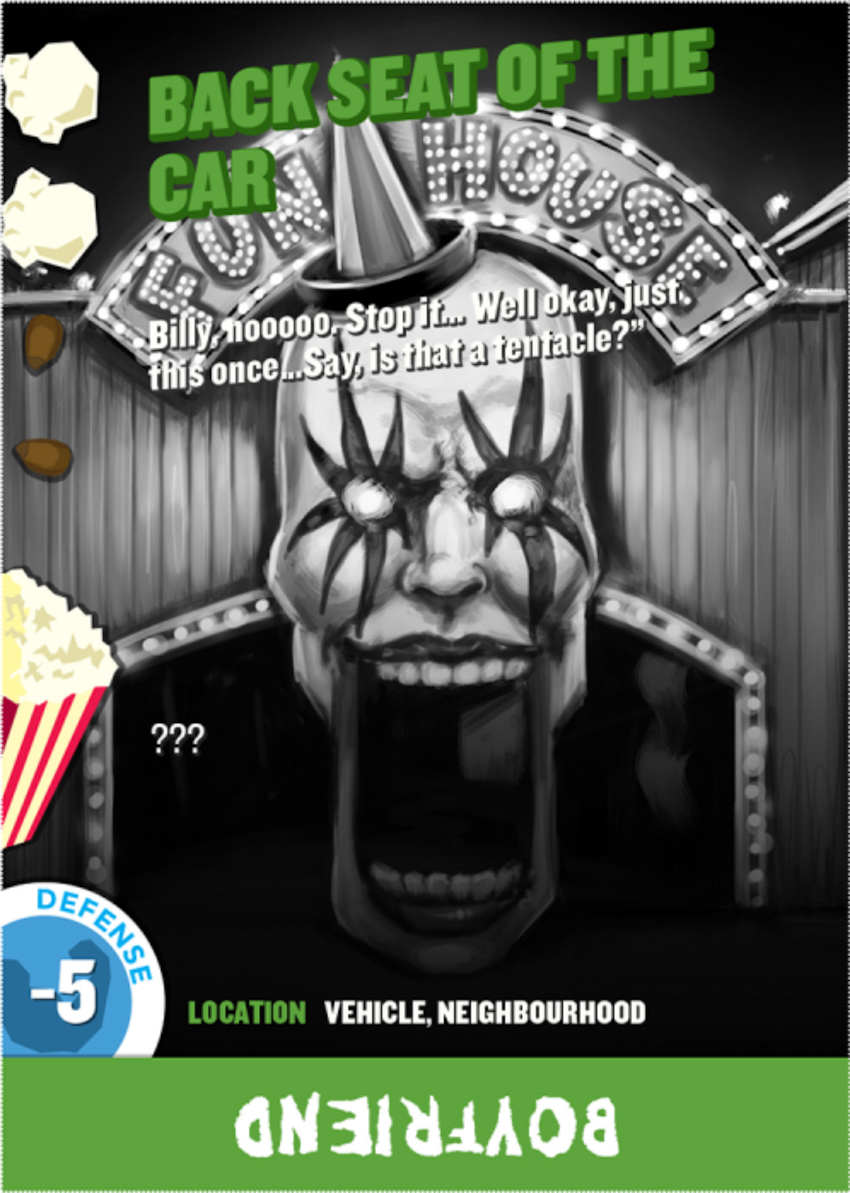 BACK SEAT OF THE
CAR
FUN HOUSE
Billy, nooooo. Stop it... Well okay, just
this once...Say, is that a tentacle?”
???
DEFENSE
-5
LOCATION VEHICLE, NEIGHBOURHOOD
BOYFRIEND